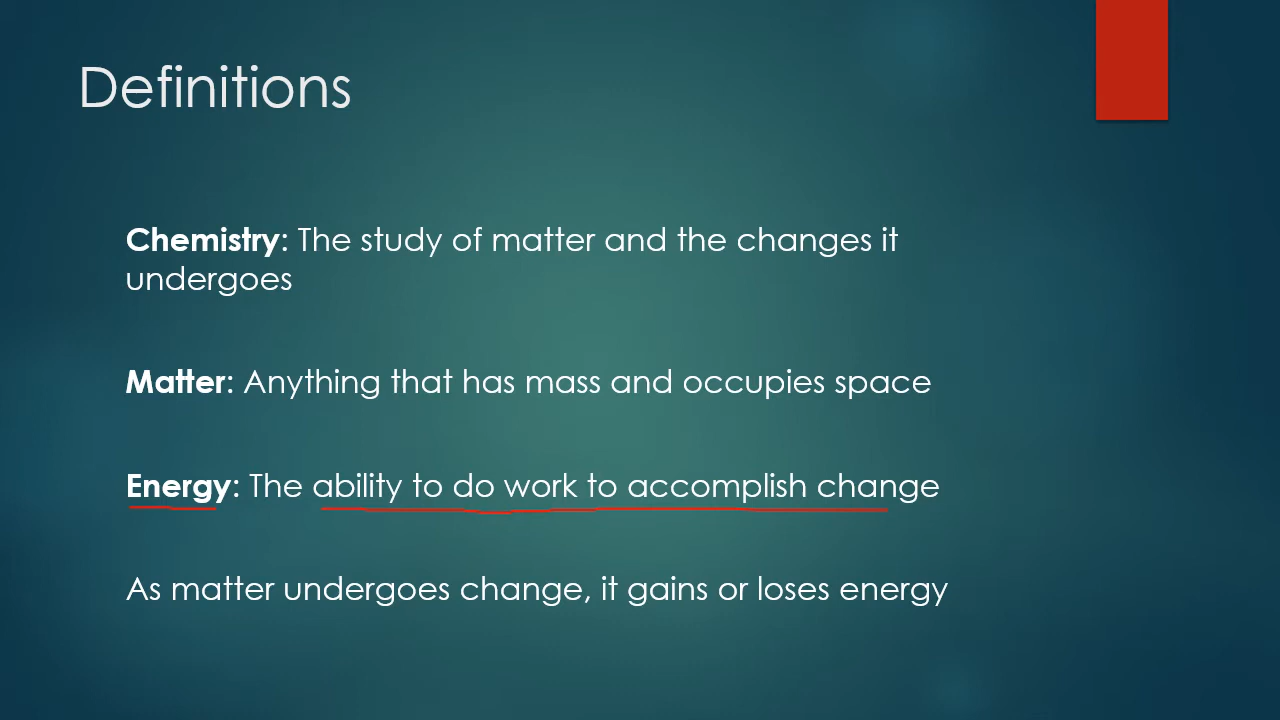 Definitions
Chemistry: The study of matter and the changes it
undergoes
Matter: Anything that has mass and occupies space
Energy: The ability to do work to accomplish change
As matter undergoes change, it gains or loses energy